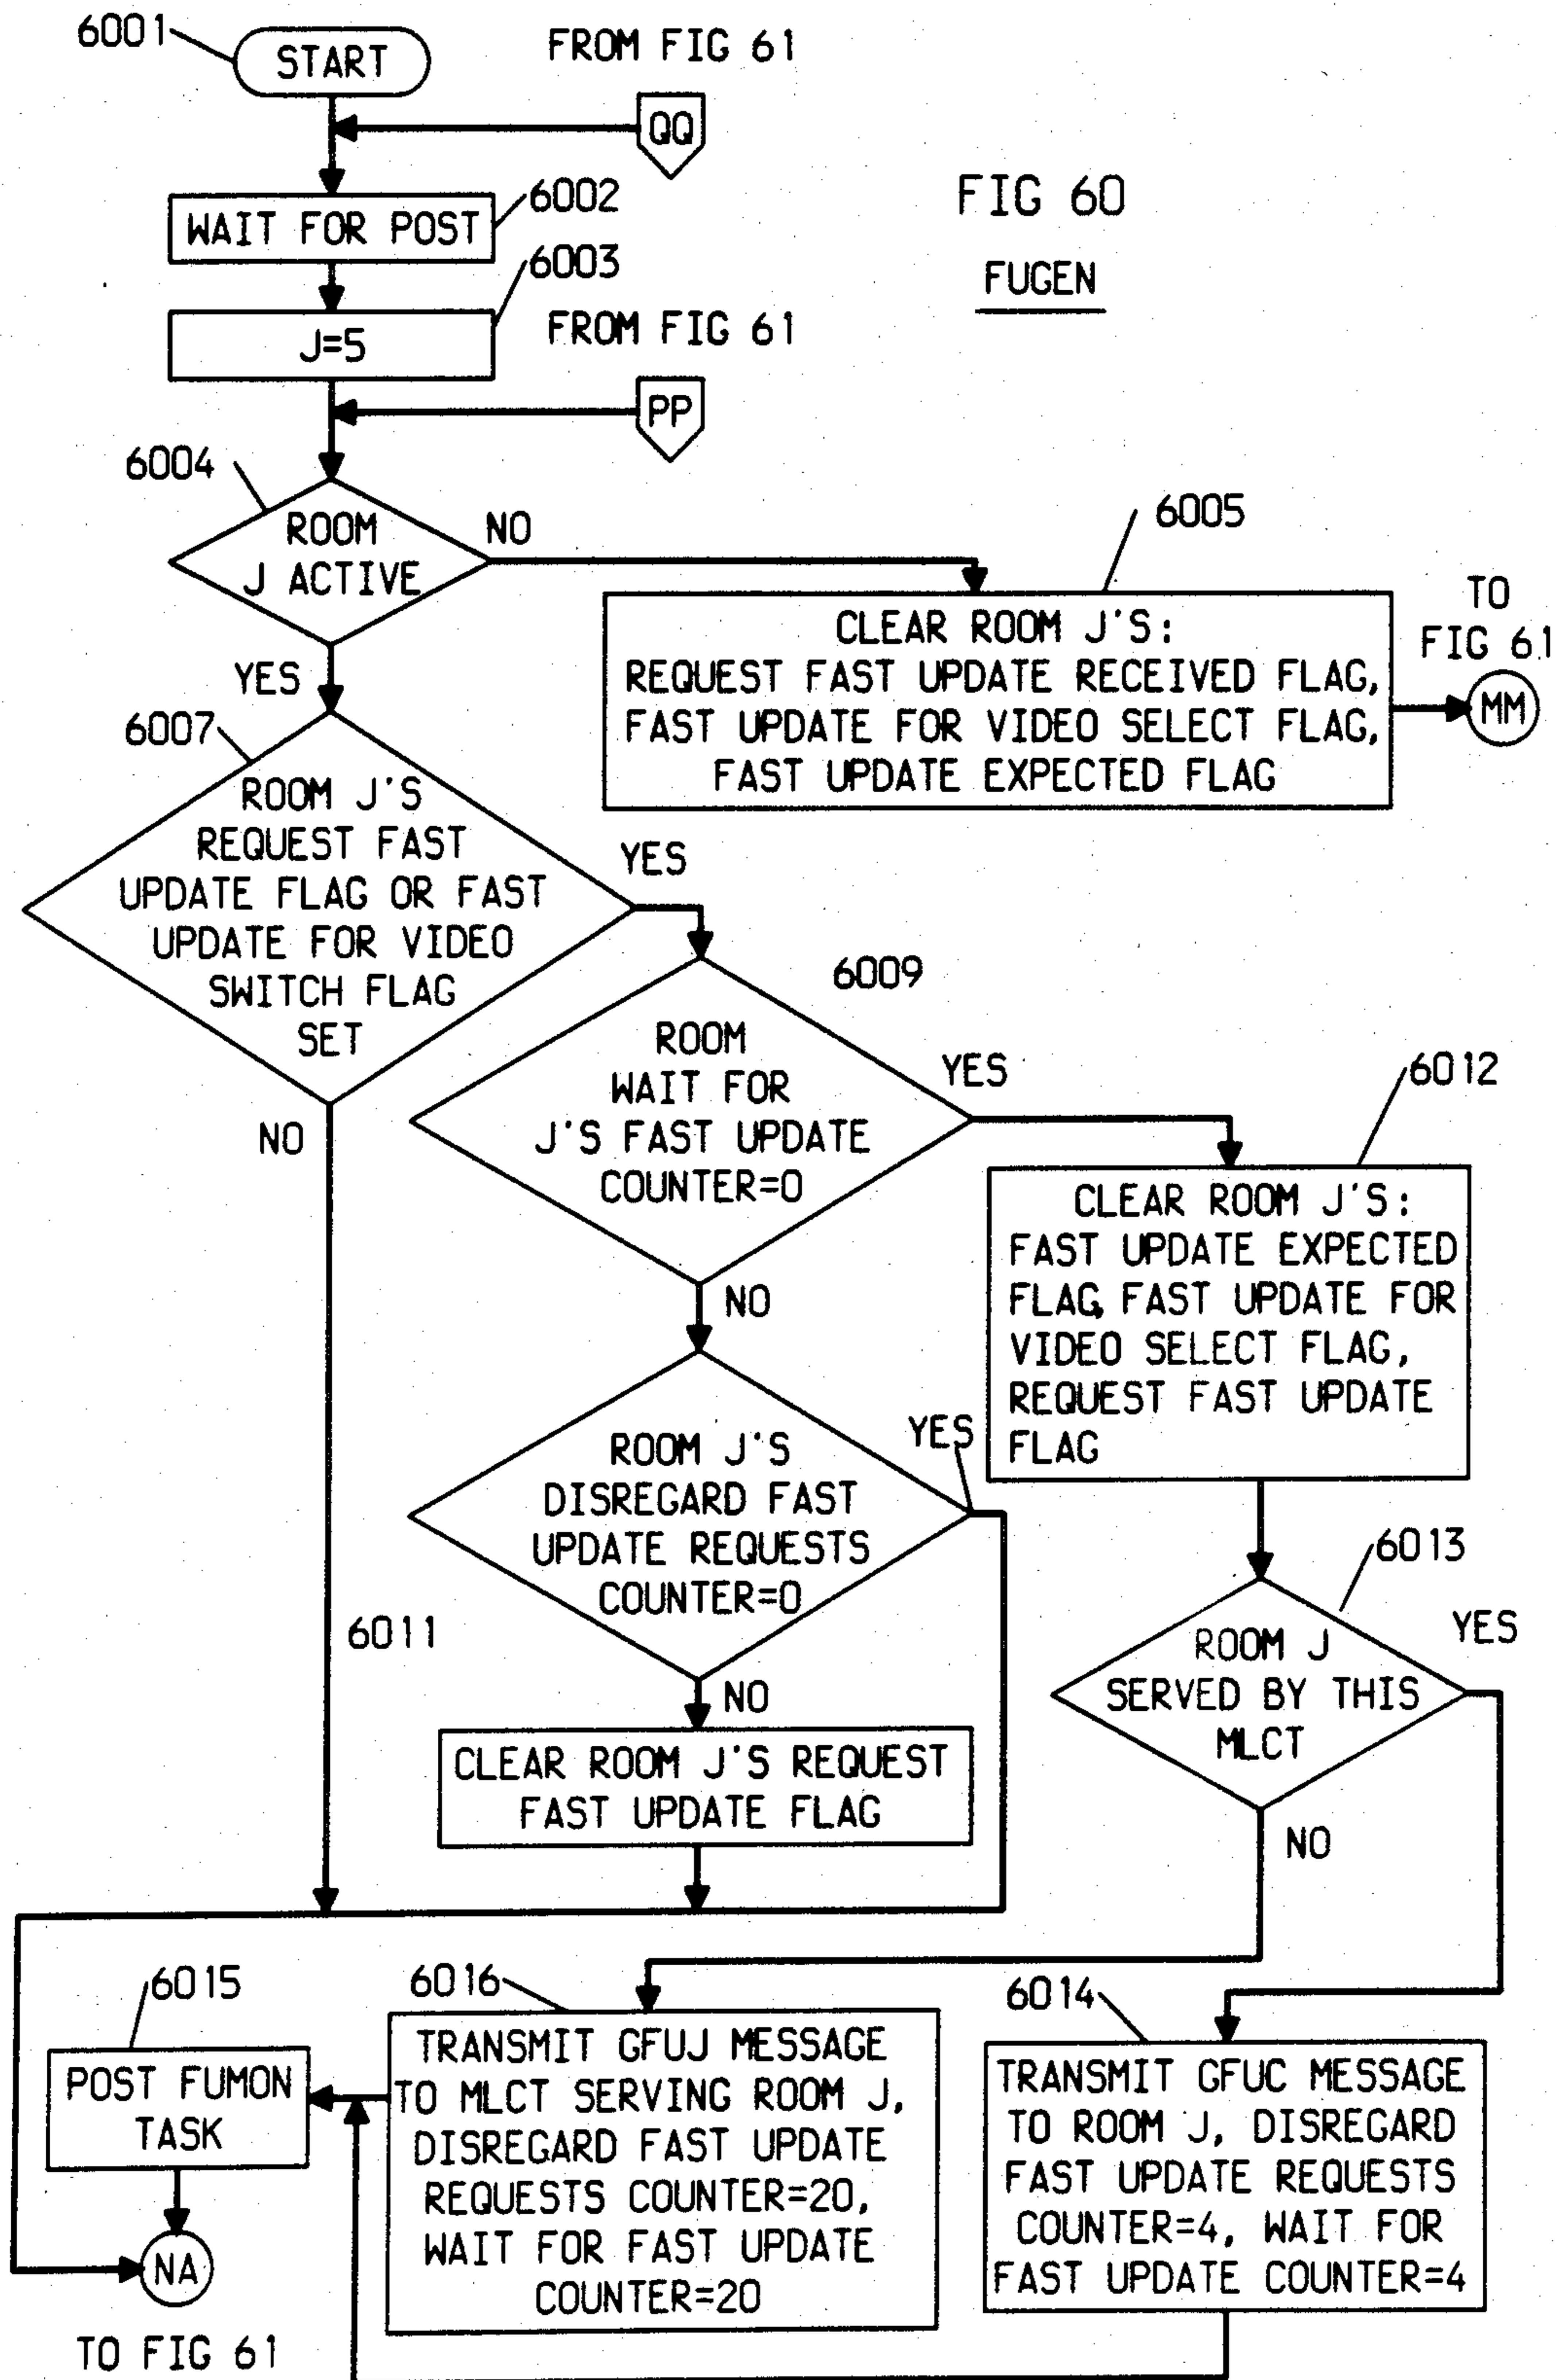 6001
START
FROM FIG 61
QQ
FIG 60
FUGEN
6002
WAIT FOR POST
6003
J=5
FROM FIG 61
PP
6004
ROOM
J ACTIVE
NO
YES
6005
CLEAR ROOM J'S:
REQUEST FAST UPDATE RECEIVED FLAG,
FAST UPDATE FOR VIDEO SELECT FLAG,
FAST UPDATE EXPECTED FLAG
TO
FIG 61
MM
6007
ROOM J'S
REQUEST FAST
UPDATE FLAG OR FAST
UPDATE FOR VIDEO
SWITCH FLAG
SET
YES
NO
6009
ROOM
WAIT FOR
J'S FAST UPDATE
COUNTER=0
YES
NO
6012
CLEAR ROOM J'S:
FAST UPDATE EXPECTED
FLAG, FAST UPDATE FOR
VIDEO SELECT FLAG,
REQUEST FAST UPDATE
FLAG
ROOM J'S
DISREGARD FAST
UPDATE REQUESTS
COUNTER=0
YES
NO
6011
CLEAR ROOM J'S REQUEST
FAST UPDATE FLAG
6013
ROOM J
SERVED BY THIS
MLCT
YES
NO
6015
POST FUMON
TASK
NA
TO FIG 61
6016
TRANSMIT GFUJ MESSAGE
TO MLCT SERVING ROOM J,
DISREGARD FAST UPDATE
REQUESTS COUNTER=20,
WAIT FOR FAST UPDATE
COUNTER=20
6014
TRANSMIT GFUC MESSAGE
TO ROOM J, DISREGARD
FAST UPDATE REQUESTS
COUNTER=4, WAIT FOR
FAST UPDATE COUNTER=4